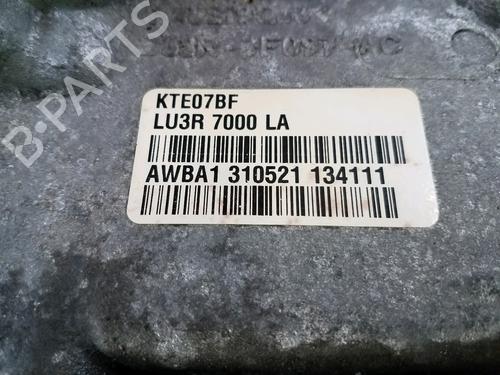 KTE07BF
LU3R 7000 LA
AWBA1 310521 134111
B-PARTS